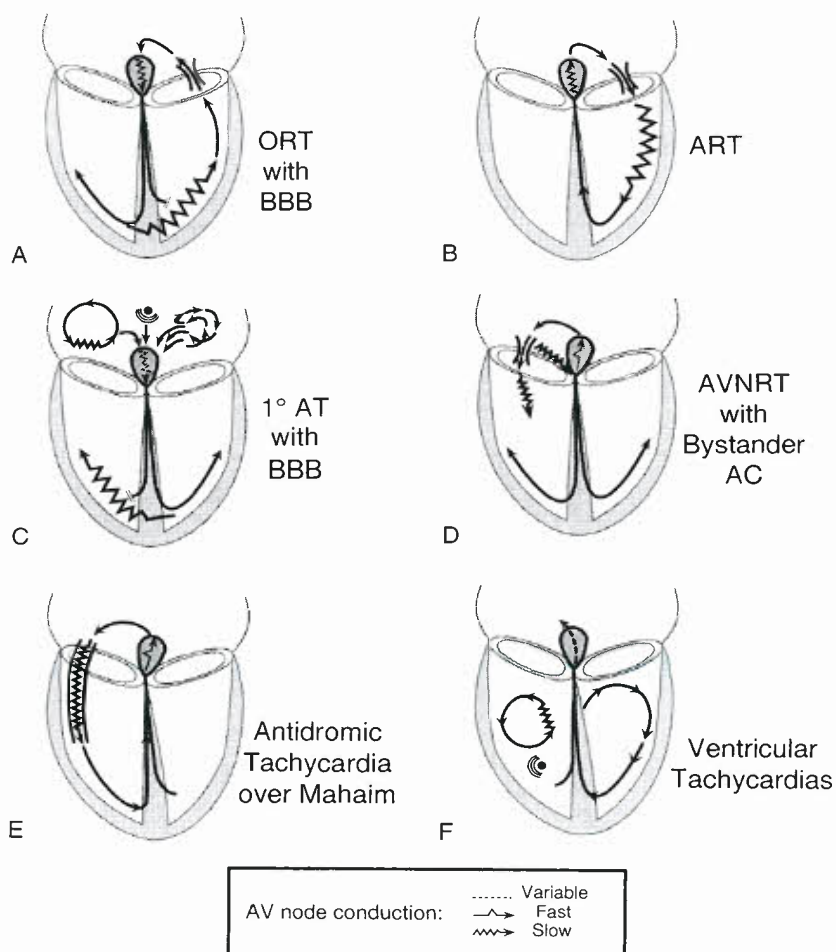 ORT
with
BBB
A
ART
B
1° AT
with
BBB
C
AVNRT
with
Bystander
AC
D
Antidromic
Tachycardia
over Mahaim
E
Ventricular
Tachycardias
F
AV node conduction:
Variable
Fast
Slow